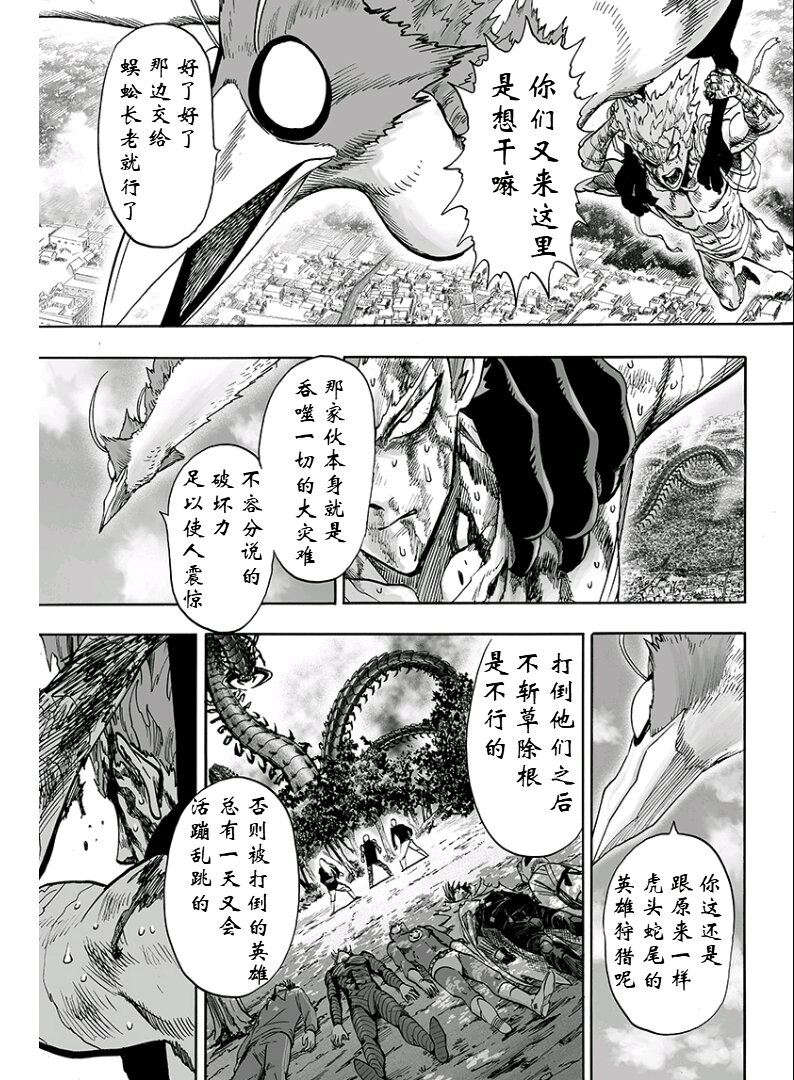 你们又来这里
是想干嘛
好了好了
那边交给
蜈蚣长老就行了
那家伙本身就是
吞噬一切的大灾难
不容分说的
破坏力
足以使人震惊
你这还是
跟原来一样
虎头蛇尾的
英雄狩猎呢
打倒他们之后
不斩草除根
是不行的
否则被打倒的英雄
总有一天又会
活蹦乱跳的